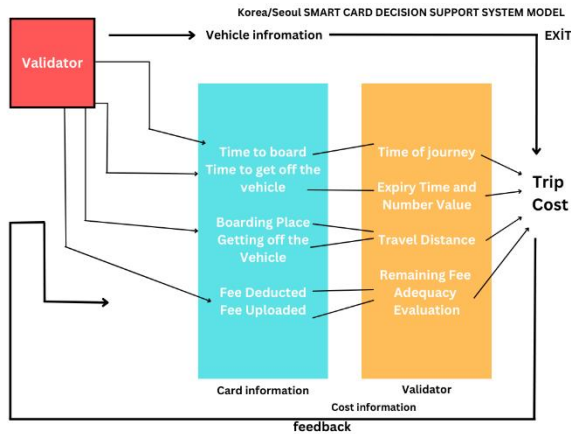 Korea/Seoul SMART CARD DECISION SUPPORT SYSTEM MODEL
Vehicle infromation
EXİT
Validator
Time to board
Time to get off the
vehicle
Boarding Place
Getting off the
Vehicle
Fee Deducted
Fee Uploaded
Time of journey
Expiry Time and
Number Value
Travel Distance
Remaining Fee
Adequacy
Evaluation
Trip
Cost
Card information
Validator
Cost information
feedback